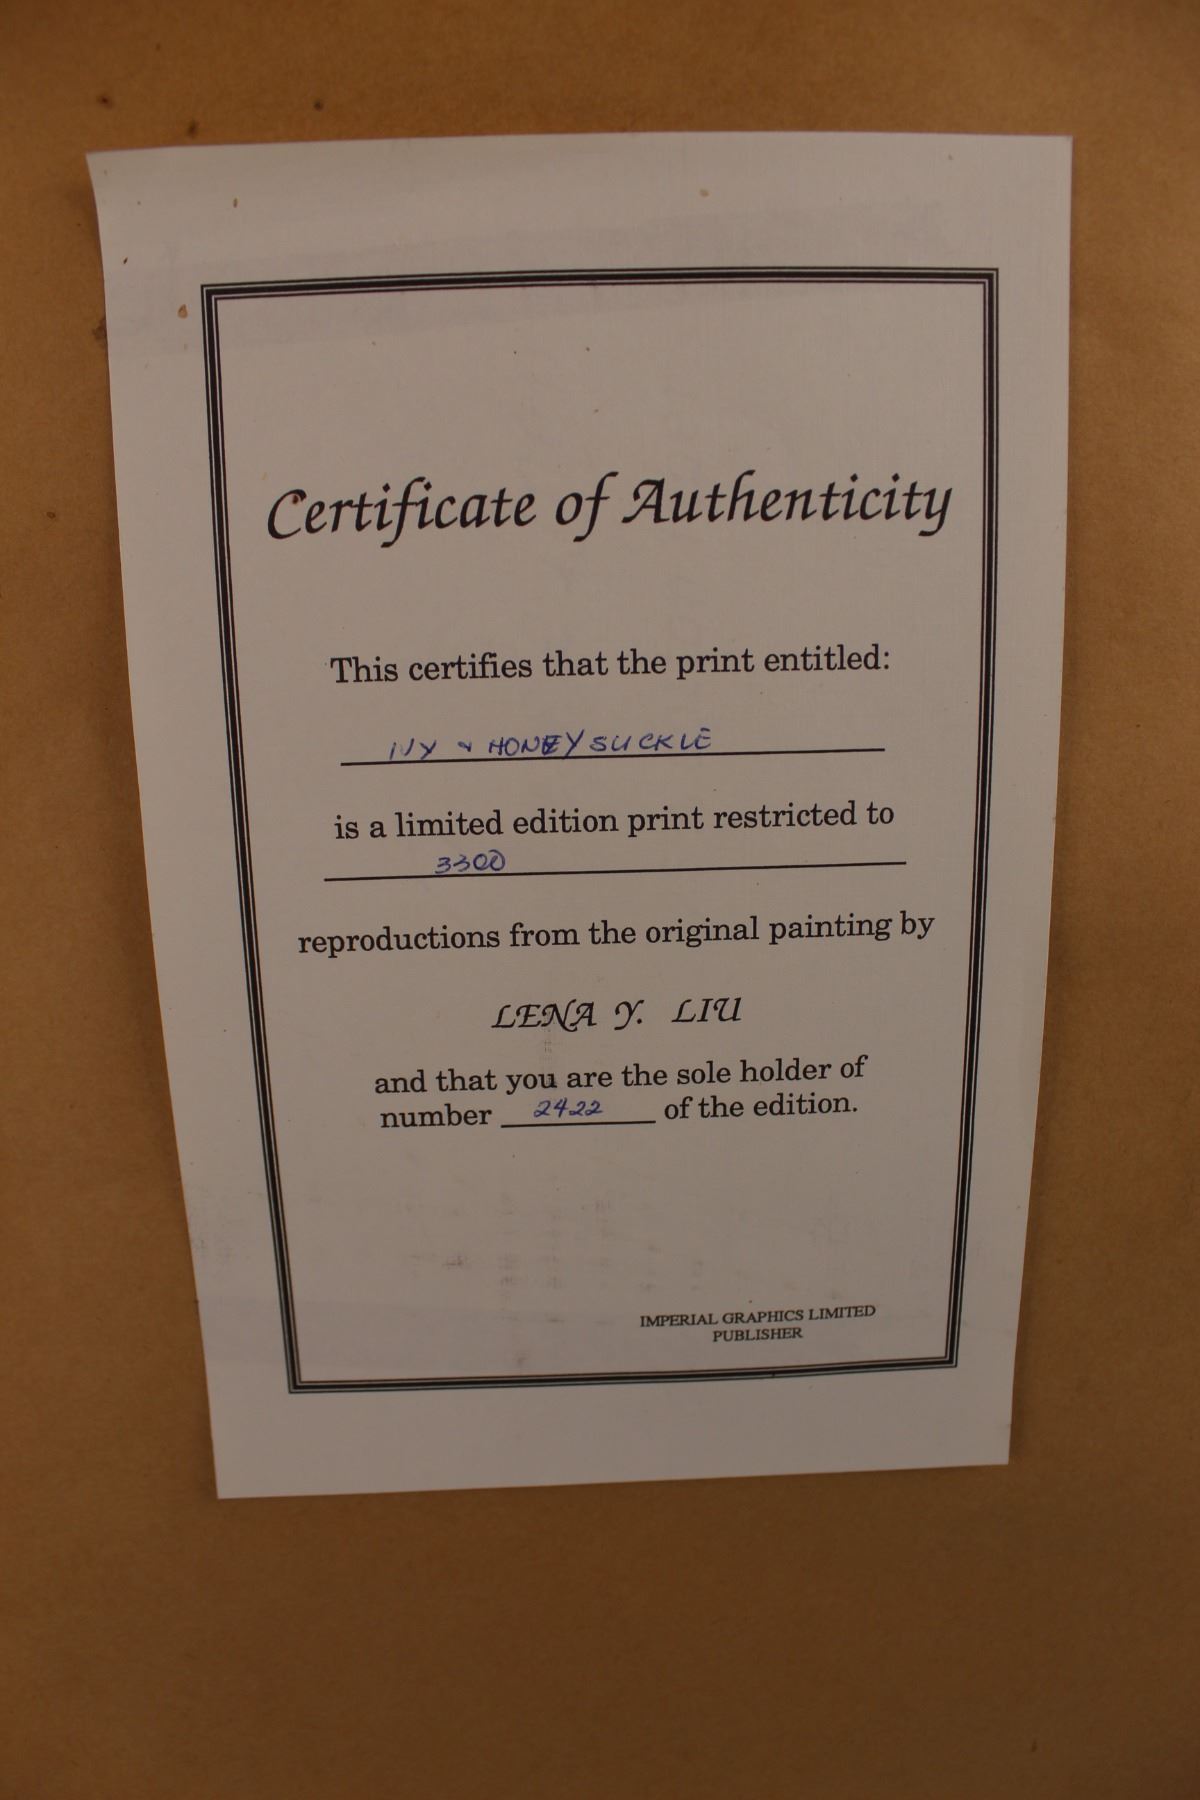 Certificate of Authenticity
This certifies that the print entitled:
IVY & HONEYSUCKLE
is a limited edition print restricted to
3300
reproductions from the original painting by
LENA Y. LIU
and that you are the sole holder of
number 2422 of the edition.
IMPERIAL GRAPHICS LIMITED
PUBLISHER